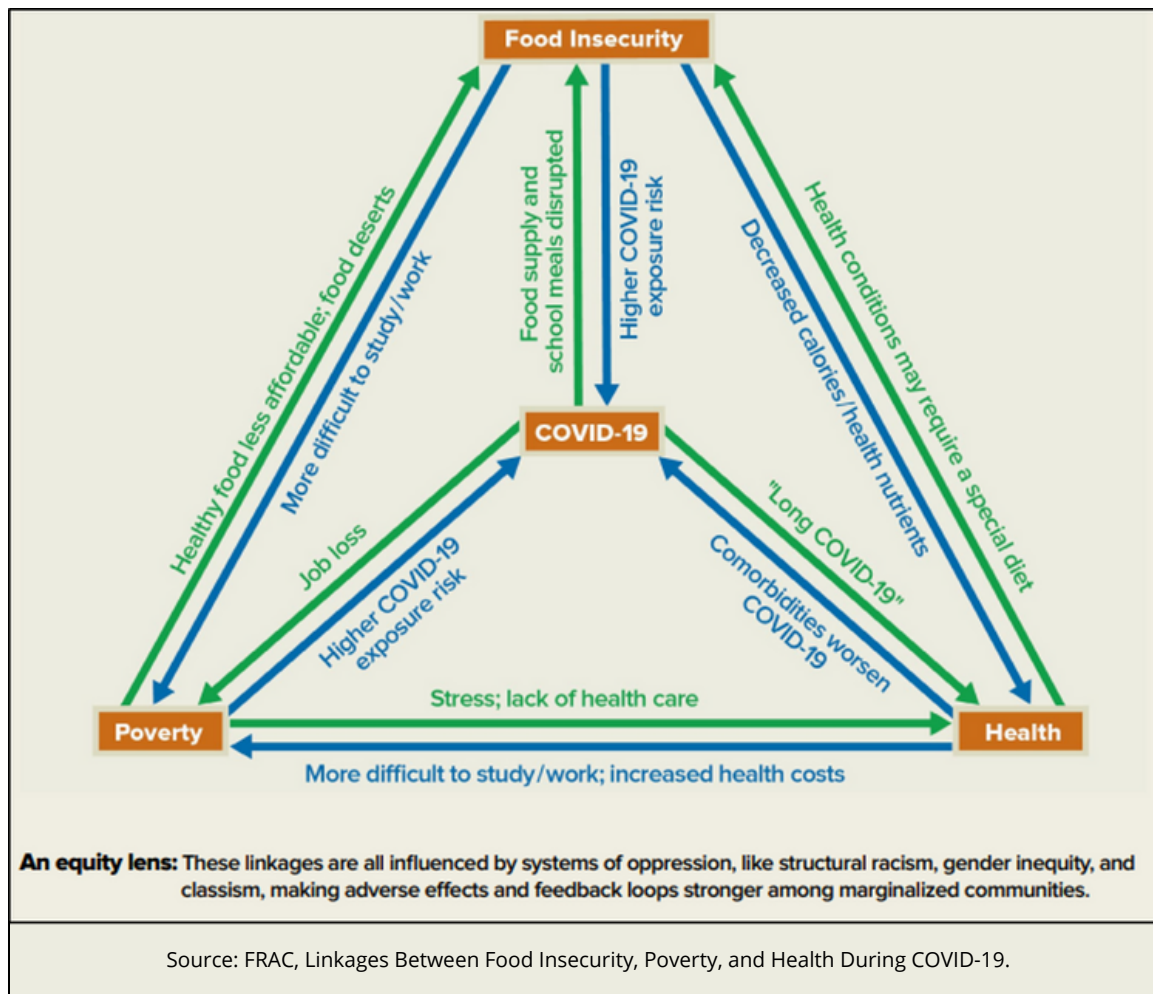 Food Insecurity
Healthy food less affordable; food deserts
More difficult to study/work
Food supply and
school meals disrupted
Higher COVID-19
exposure risk
Decreased calories/health nutrients
Health conditions may require a special diet
COVID-19
Job loss
Higher COVID-19
exposure risk
"Long COVID-19"
Comorbidities worsen
COVID-19
Poverty
Stress; lack of health care
Health
More difficult to study/work; increased health costs
An equity lens: These linkages are all influenced by systems of oppression, like structural racism, gender inequity, and
classism, making adverse effects and feedback loops stronger among marginalized communities.
Source: FRAC, Linkages Between Food Insecurity, Poverty, and Health During COVID-19.